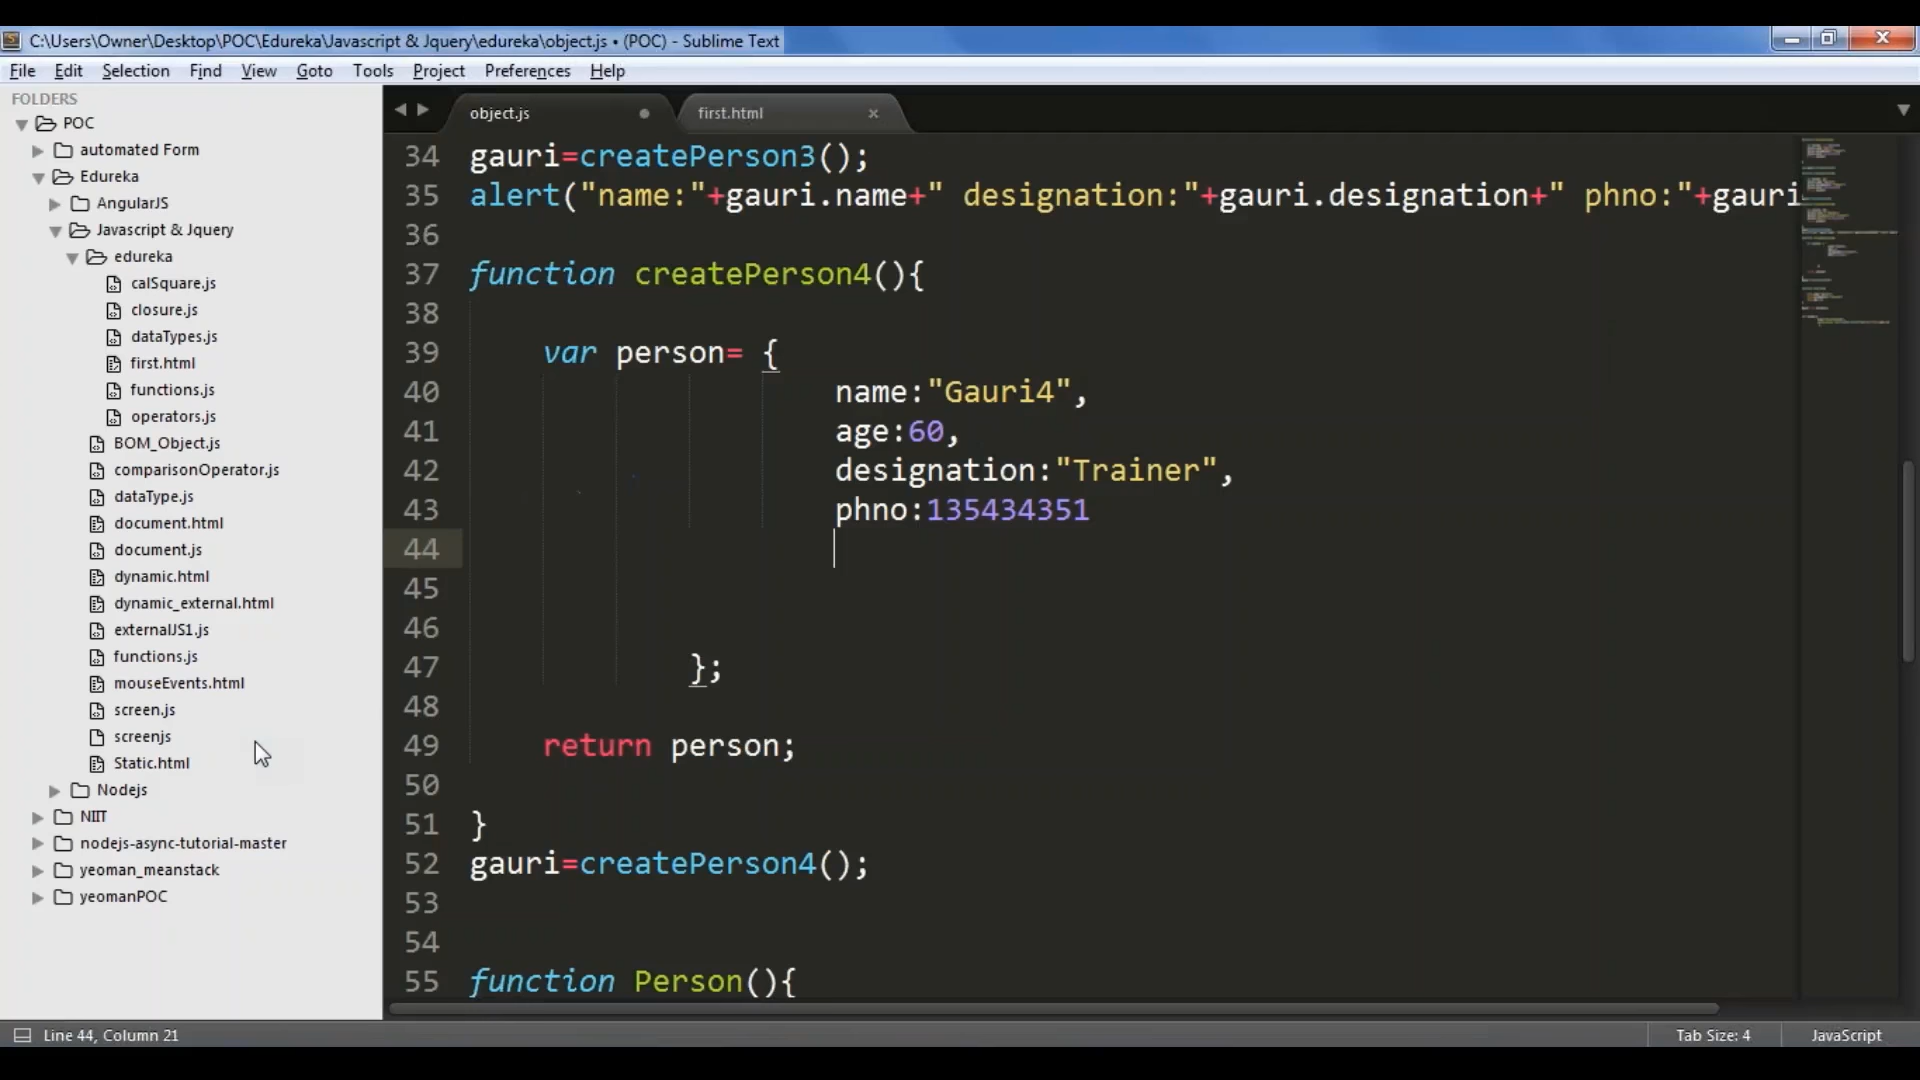 C:\Users\Owner\Desktop\POC\Edureka\Javascript & Jquery\edureka\object.js • (POC) - Sublime Text
File Edit Selection Find View Goto Tools Project Preferences Help
FOLDERS
POC
automated Form
Edureka
AngularJS
Javascript & Jquery
edureka
calSquare.js
closure.js
dataTypes.js
first.html
functions.js
operators.js
BOM_Object.js
comparisonOperator.js
dataType.js
document.html
document.js
dynamic.html
dynamic_external.html
externalJS1.js
functions.js
mouseEvents.html
screen.js
screenjs
Static.html
Nodejs
NIIT
nodejs-async-tutorial-master
yeoman_meanstack
yeomanPOC
object.js first.html
34 gauri=createPerson3();
35 alert("name:"+gauri.name+" designation:"+gauri.designation+" phno:"+gauri
36
37 function createPerson4(){
38
39 var person= {
40 name:"Gauri4",
41 age:60,
42 designation:"Trainer",
43 phno:135434351
44
45
46
47 };
48
49 return person;
50
51 }
52 gauri=createPerson4();
53
54
55 function Person(){
Line 44, Column 21 Tab Size: 4 JavaScript